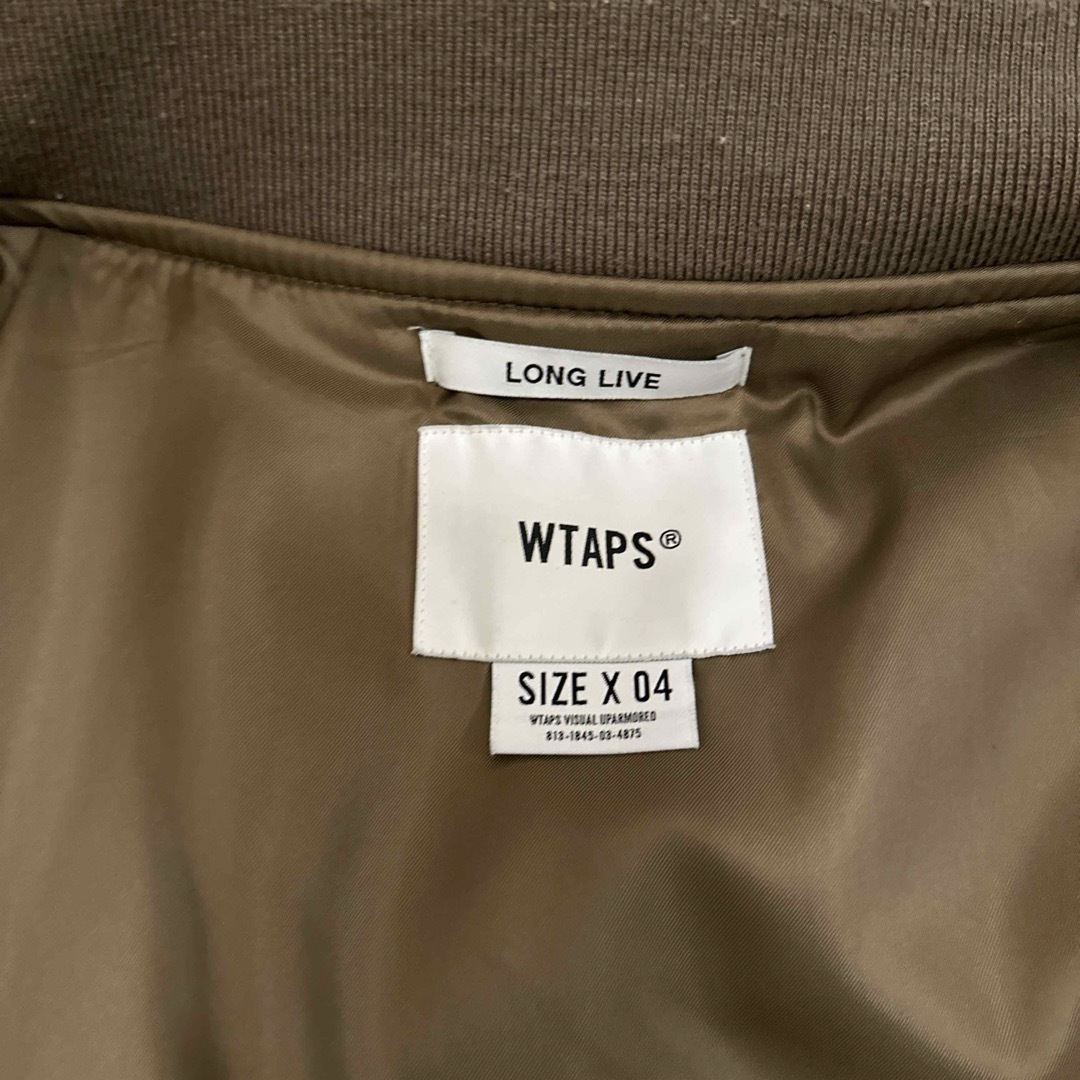 LONG LIVE
WTAPS®
SIZE X 04
WTAPS VISUAL UPARMORED
813-1845-03-4875